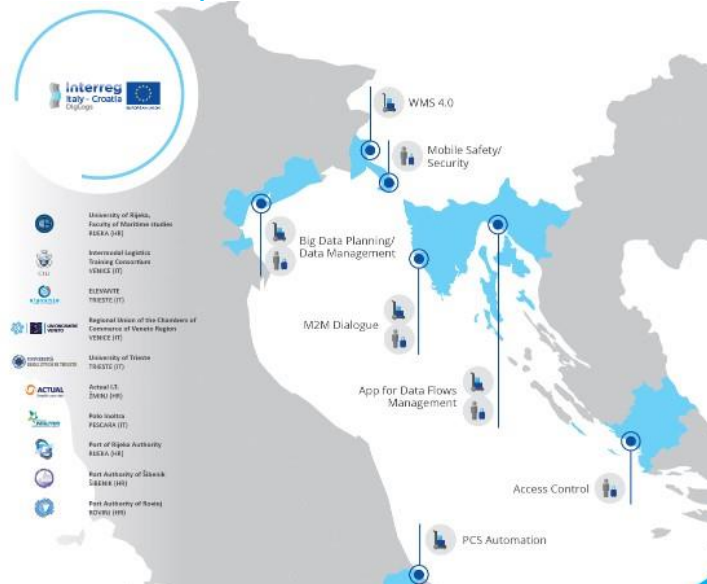 Interreg
Italy - Croatia
DigLogs
EUROPEAN UNION
WMS 4.0
Mobile Safety/
Security
Big Data Planning/
Data Management
M2M Dialogue
App for Data Flows
Management
Access Control
PCS Automation
University of Rijeka,
Faculty of Maritime studies
RIJEKA (HR)
Intermodal Logistics
Training Consortium
VENICE (IT)
ELEVANTE
TRIESTE (IT)
UNIONCAMERE
VENETO
Regional Union of the Chambers of
Commerce of Veneto Region
VENICE (IT)
University of Trieste
TRIESTE (IT)
ACTUAL
Actual I.T.
ŽMINJ (HR)
Polo Inoltra
PESCARA (IT)
Port of Rijeka Authority
RIJEKA (HR)
Port Authority of Šibenik
ŠIBENIK (HR)
Port Authority of Rovinj
ROVINJ (HR)